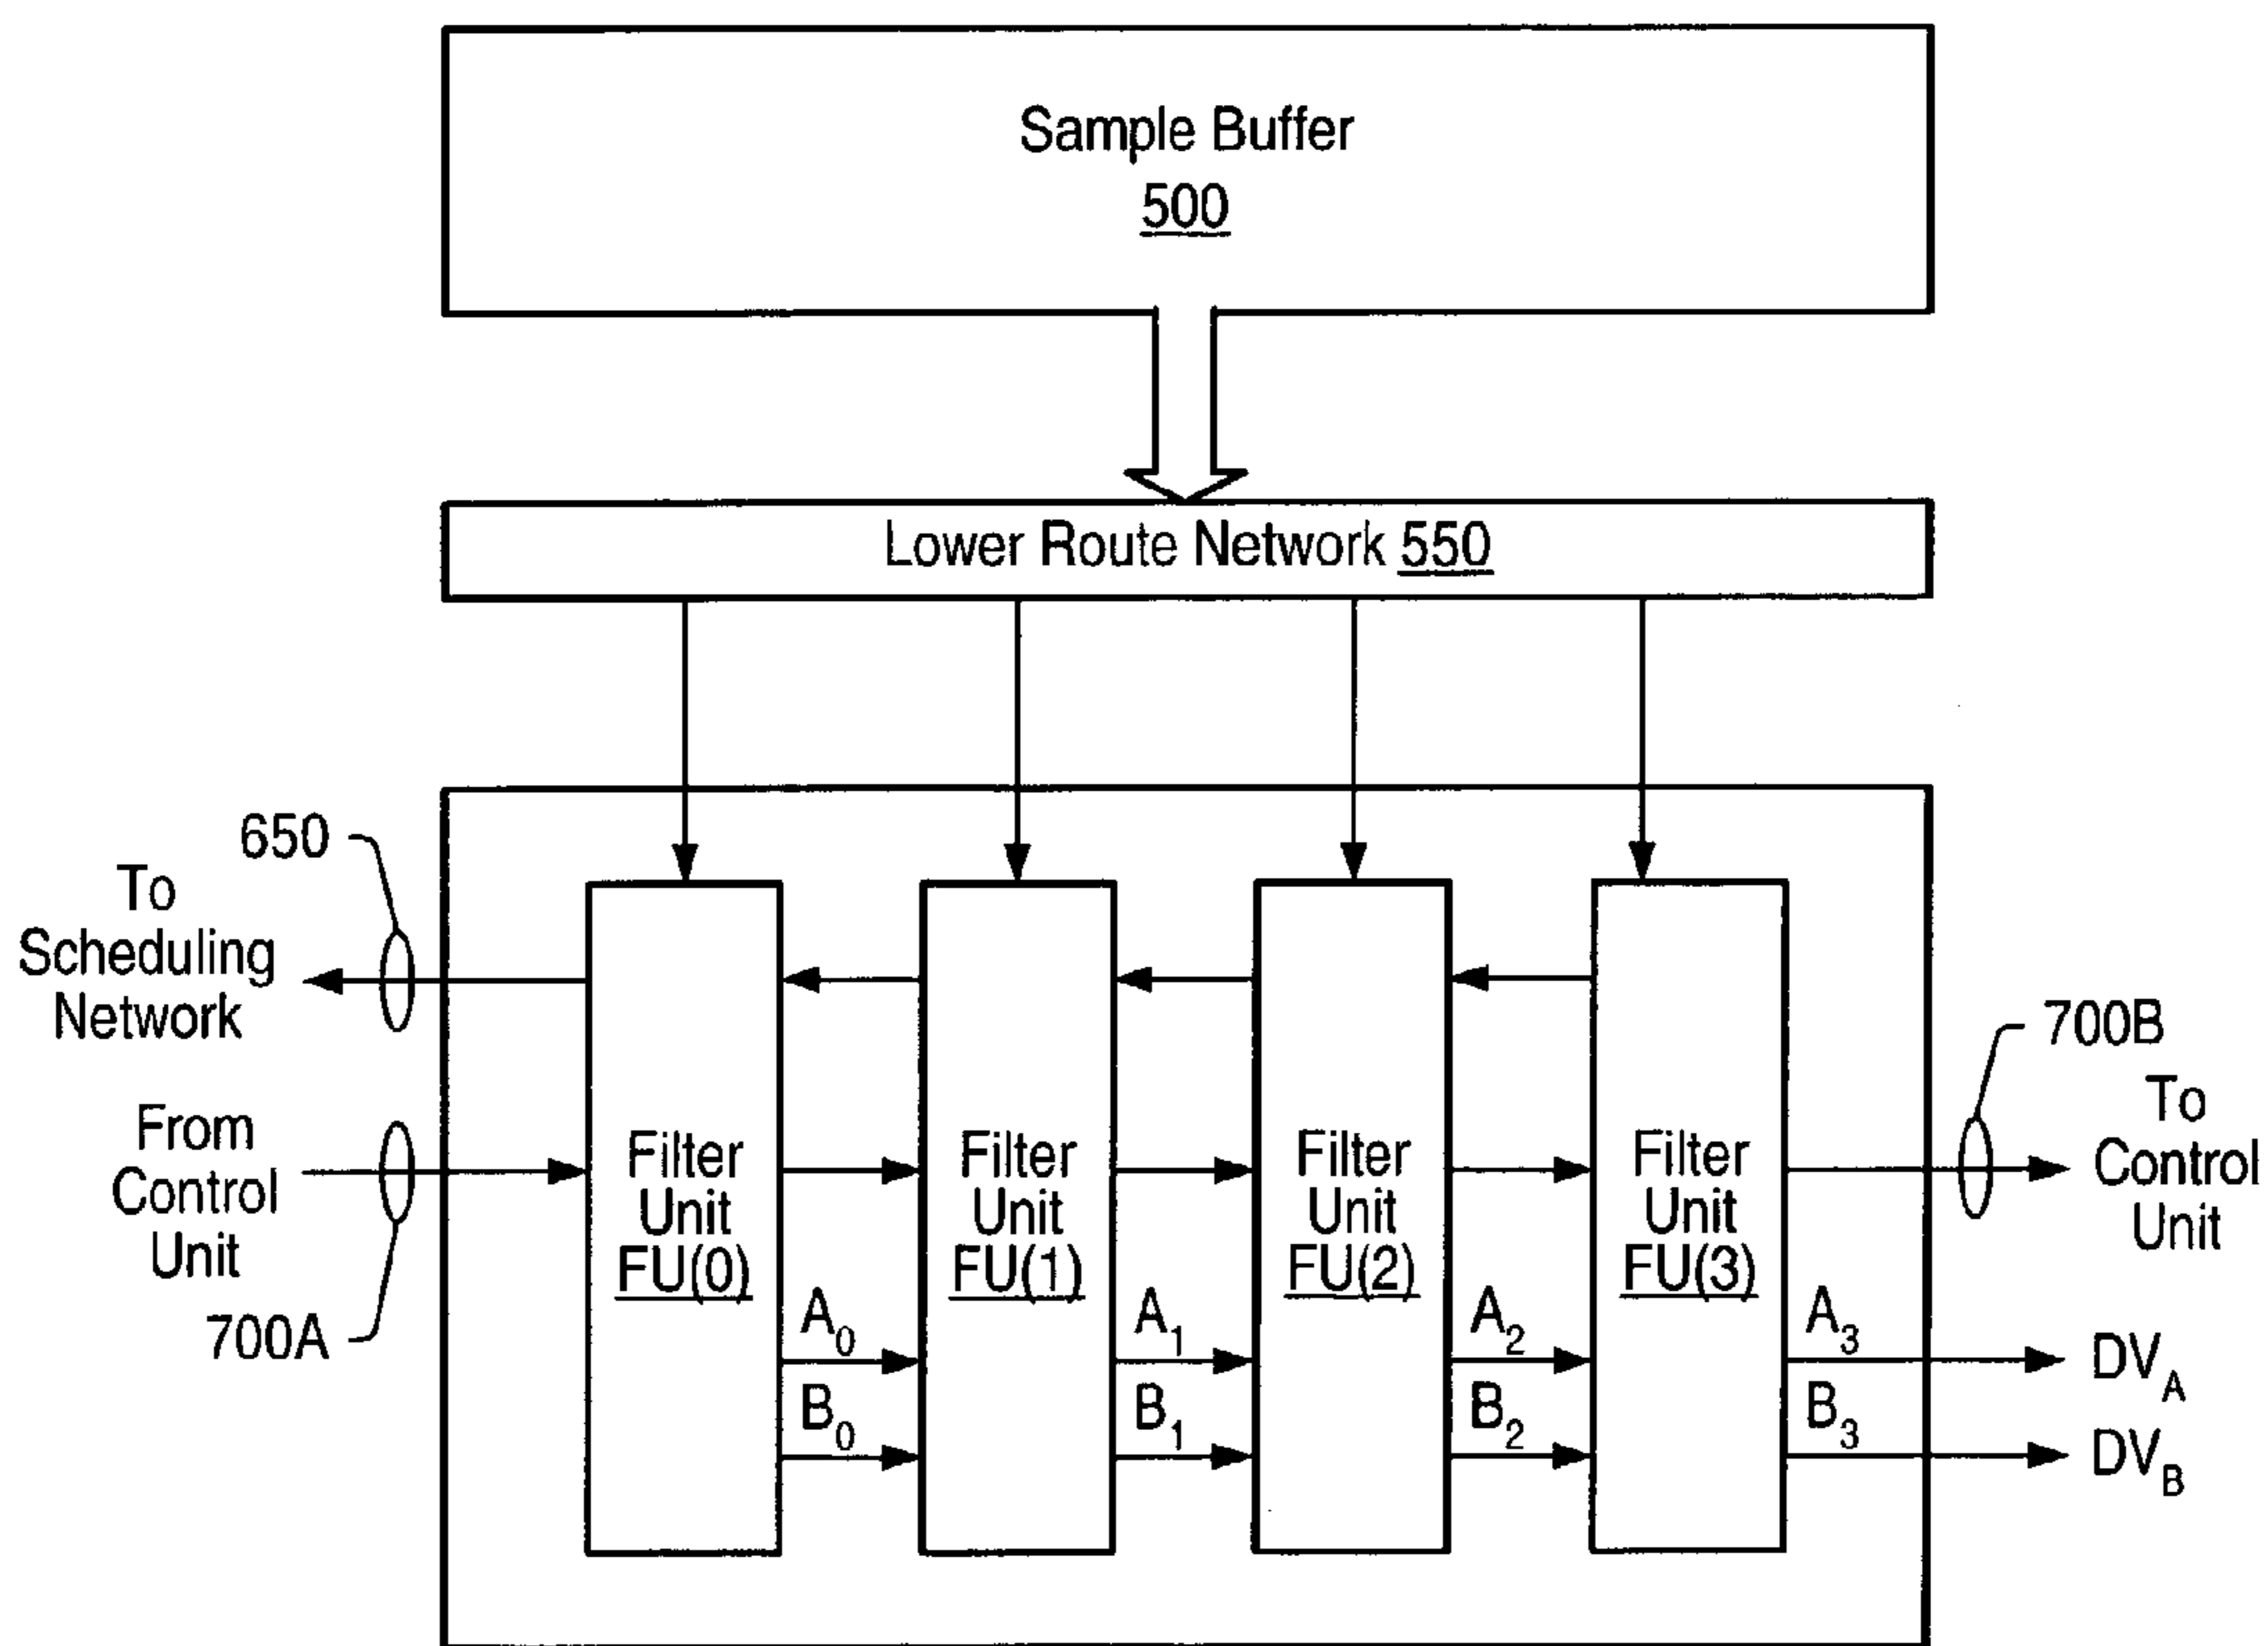 Sample Buffer
500
Lower Route Network 550
650
To
Scheduling
Network
From
Control
Unit
700A
Filter
Unit
FU(0)
A0
B0
Filter
Unit
FU(1)
A1
B1
Filter
Unit
FU(2)
A2
B2
Filter
Unit
FU(3)
A3
B3
700B
To
Control
Unit
DVA
DVB